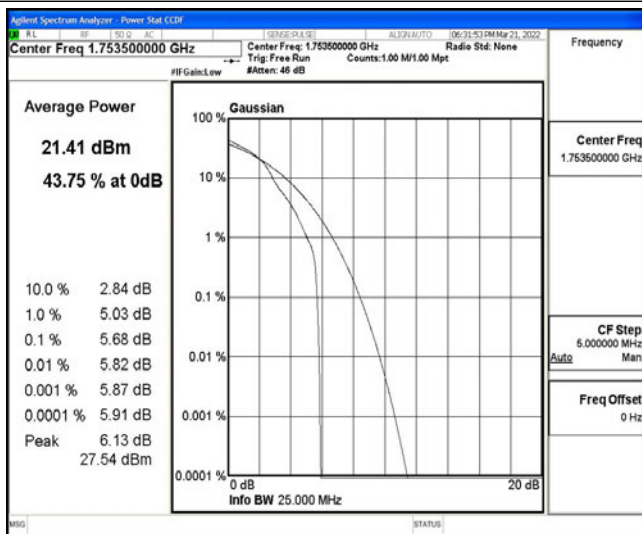 Agilent Spectrum Analyzer - Power Stat CCDF
RL RF 50 Ω AC SENSE:PULSE ALIGN AUTO 06:31:53 PM Mar 21, 2022
Center Freq 1.753500000 GHz
Center Freq: 1.753500000 GHz Radio Std: None
Trig: Free Run Counts:1.00 M/1.00 Mpt
#IFGain:Low #Atten: 46 dB
Average Power
21.41 dBm
43.75 % at 0dB
10.0 % 2.84 dB
1.0 % 5.03 dB
0.1 % 5.68 dB
0.01 % 5.82 dB
0.001 % 5.87 dB
0.0001 % 5.91 dB
Peak 6.13 dB
27.54 dBm
Gaussian
100 %
10 %
1 %
0.1 %
0.01 %
0.001 %
0.0001 %
0 dB 20 dB
Info BW 25.000 MHz
Frequency
Center Freq
1.753500000 GHz
CF Step
5.000000 MHz
Auto Man
Freq Offset
0 Hz
MSG STATUS